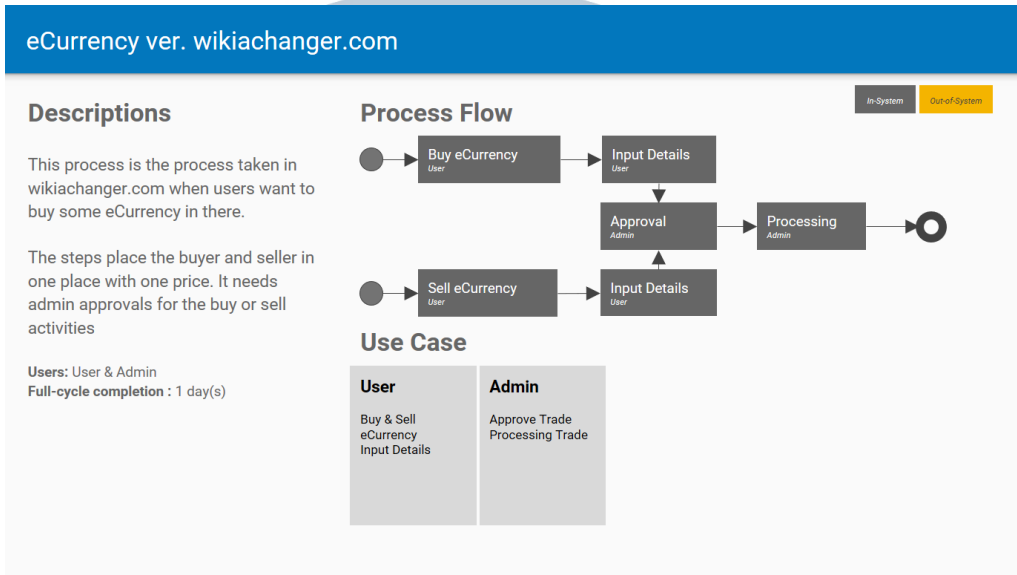 eCurrency ver. wikiachanger.com
Descriptions
This process is the process taken in
wikiachanger.com when users want to
buy some eCurrency in there.
The steps place the buyer and seller in
one place with one price. It needs
admin approvals for the buy or sell
activities
Users: User & Admin
Full-cycle completion : 1 day(s)
Process Flow
In-System
Out-of-System
Buy eCurrency
User
Input Details
User
Approval
Admin
Processing
Admin
Sell eCurrency
User
Input Details
User
Use Case
User
Buy & Sell
eCurrency
Input Details
Admin
Approve Trade
Processing Trade